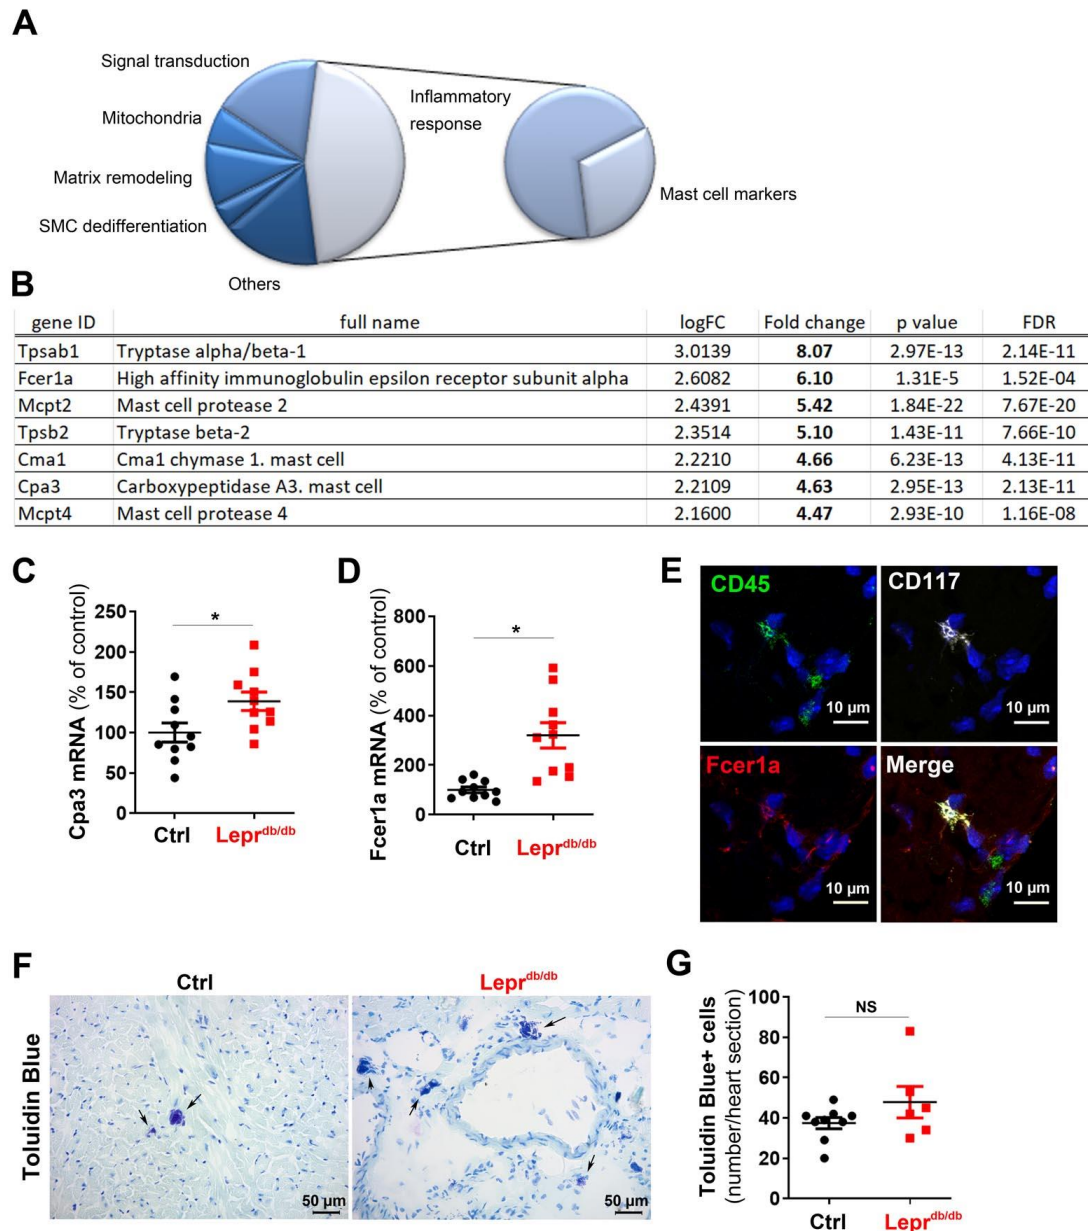 A
Signal transduction
Mitochondria
Matrix remodeling
SMC dedifferentiation
Others
Inflammatory
response
Mast cell markers
B
gene ID full name logFC Fold change p value FDR
Tpsab1 Tryptase alpha/beta-1 3.0139 8.07 2.97E-13 2.14E-11
Fcer1a High affinity immunoglobulin epsilon receptor subunit alpha 2.6082 6.10 1.31E-5 1.52E-04
Mcpt2 Mast cell protease 2 2.4391 5.42 1.84E-22 7.67E-20
Tpsb2 Tryptase beta-2 2.3514 5.10 1.43E-11 7.66E-10
Cma1 Cma1 chymase 1. mast cell 2.2210 4.66 6.23E-13 4.13E-11
Cpa3 Carboxypeptidase A3. mast cell 2.2109 4.63 2.95E-13 2.13E-11
Mcpt4 Mast cell protease 4 2.1600 4.47 2.93E-10 1.16E-08
C
Cpa3 mRNA (% of control)
250
200
150
100
50
0
*
Ctrl Lepr^db/db
D
Fcer1a mRNA (% of control)
800
600
400
200
0
*
Ctrl Lepr^db/db
E
CD45
10 µm
CD117
10 µm
Fcer1a
10 µm
Merge
10 µm
F
Toluidin Blue
Ctrl
50 µm
Lepr^db/db
50 µm
G
Toluidin Blue+ cells
(number/heart section)
100
80
60
40
20
0
NS
Ctrl Lepr^db/db